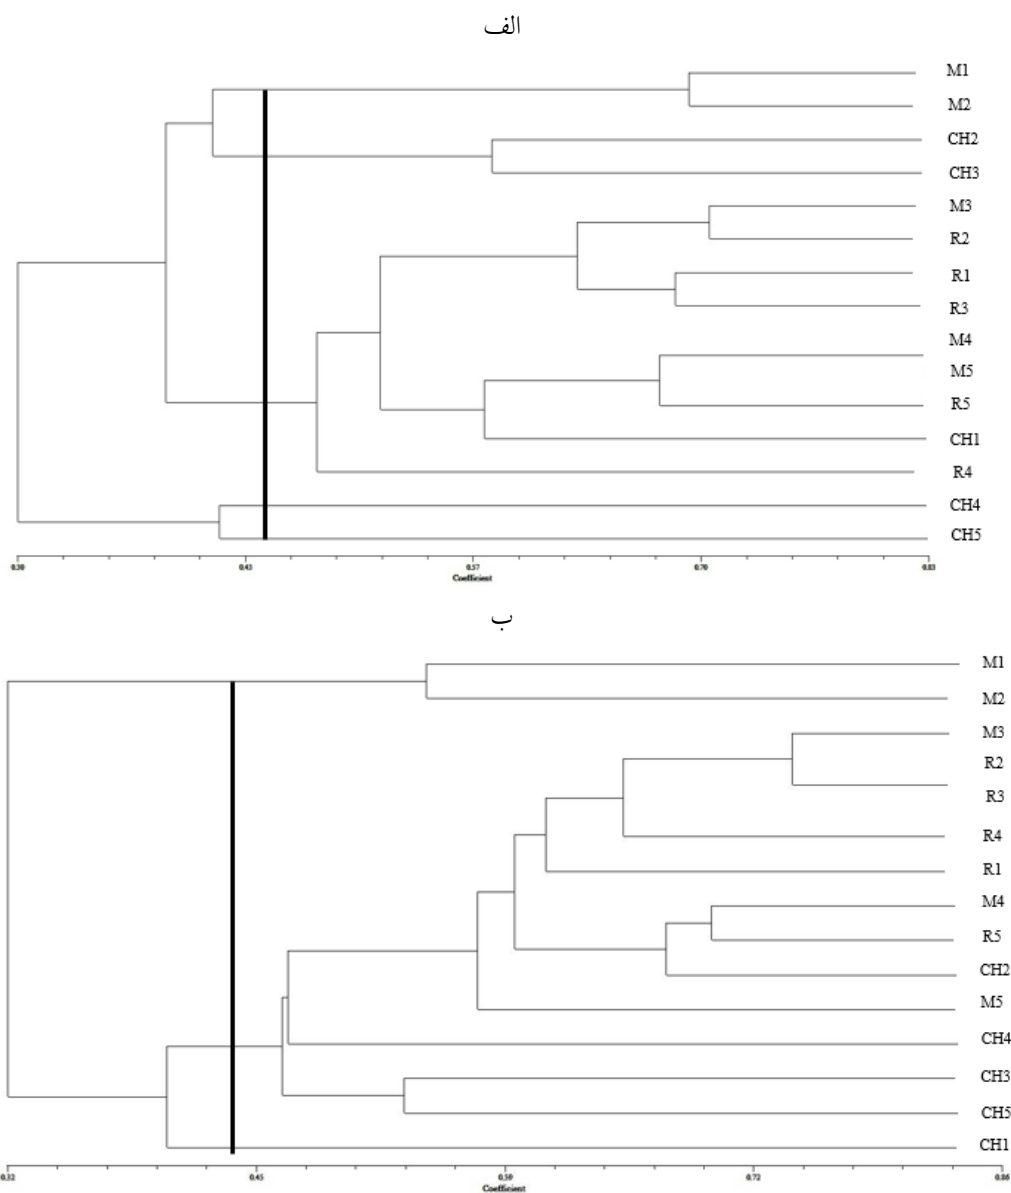 الف
M1
M2
CH2
CH3
M3
R2
R1
R3
M4
M5
R5
CH1
R4
CH4
CH5
0.30 0.43 0.57 0.70 0.83
Coefficient
ب
M1
M2
M3
R2
R3
R4
R1
M4
R5
CH2
M5
CH4
CH3
CH5
CH1
0.32 0.45 0.59 0.72 0.86
Coefficient